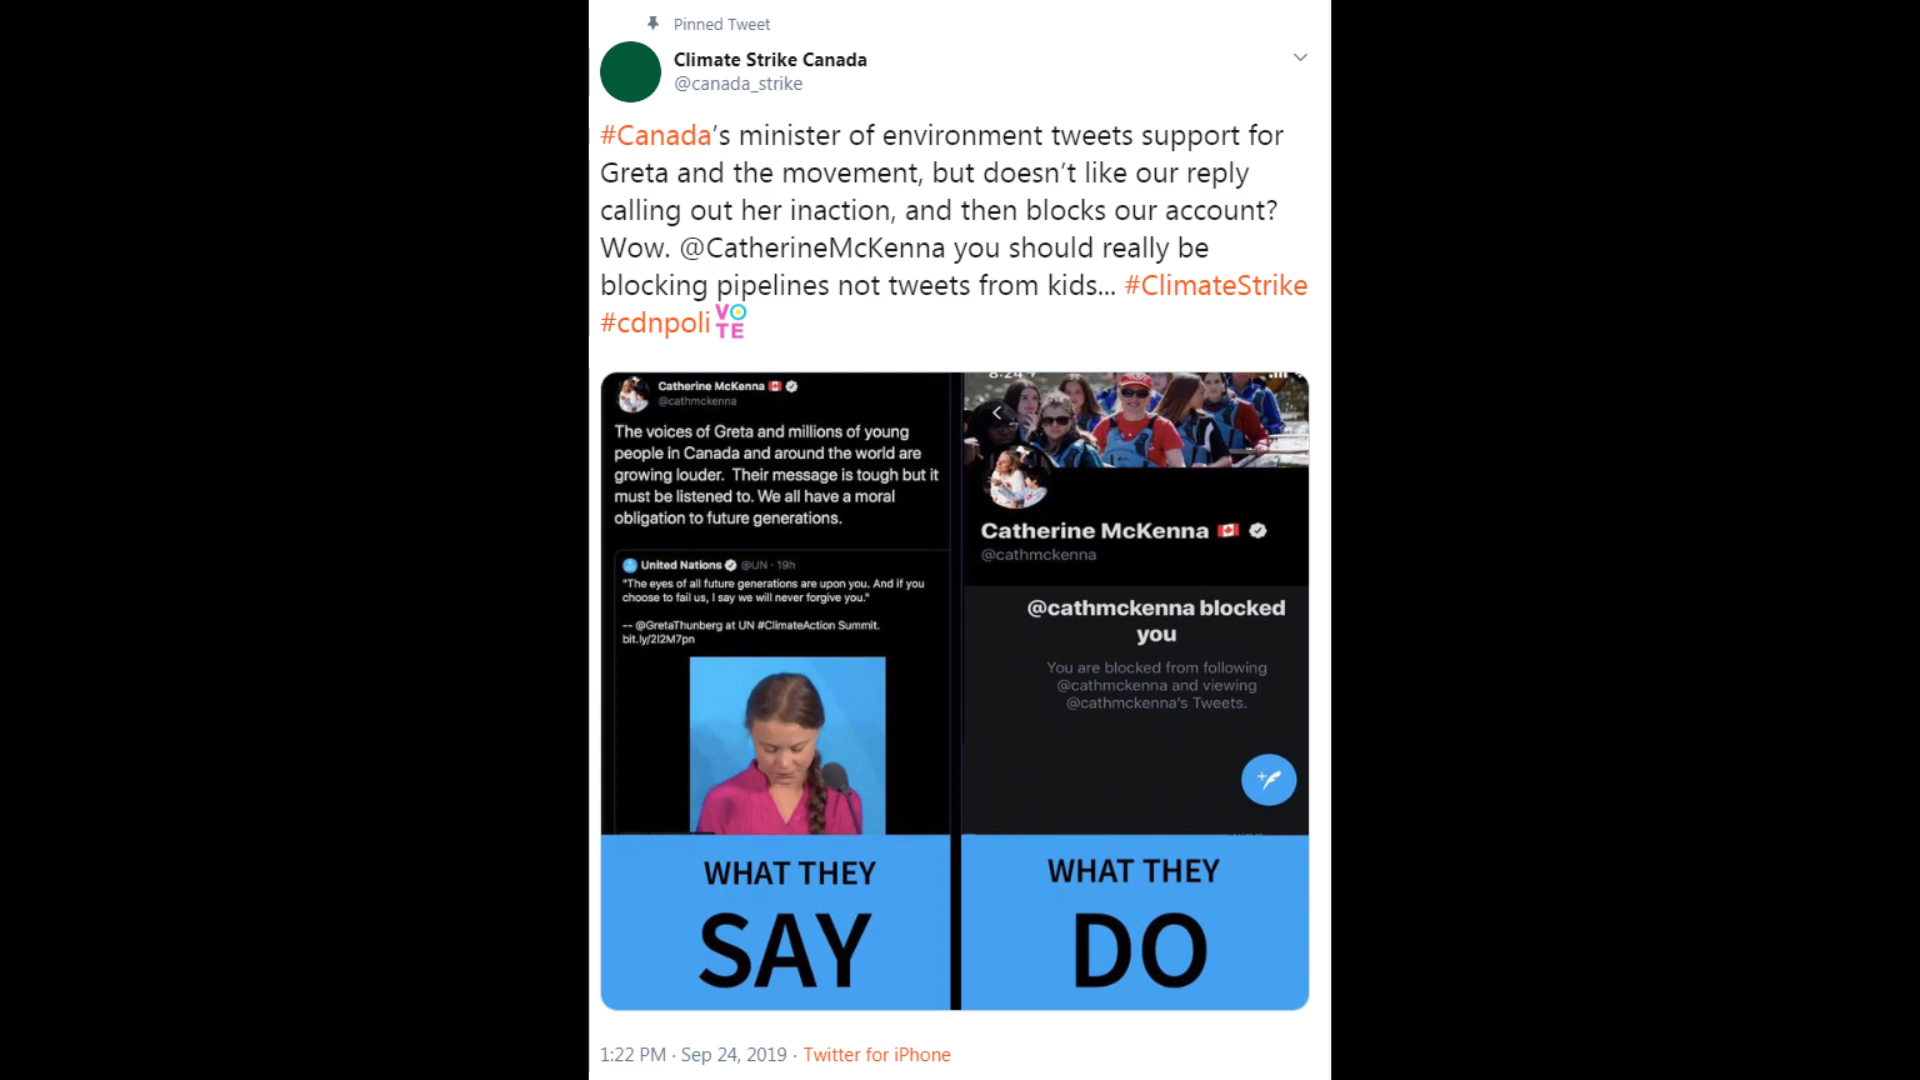 Pinned Tweet
Climate Strike Canada
@canada_strike
#Canada's minister of environment tweets support for
Greta and the movement, but doesn't like our reply
calling out her inaction, and then blocks our account?
Wow. @CatherineMcKenna you should really be
blocking pipelines not tweets from kids... #ClimateStrike
#cdnpoli VOTE
Catherine McKenna
@cathmckenna
The voices of Greta and millions of young
people in Canada and around the world are
growing louder. Their message is tough but it
must be listened to. We all have a moral
obligation to future generations.
United Nations @UN · 19h
"The eyes of all future generations are upon you. And if you
choose to fail us, I say we will never forgive you."
-- @GretaThunberg at UN #ClimateAction Summit.
bit.ly/2l2M7pn
WHAT THEY
SAY
8:24
Catherine McKenna
@cathmckenna
@cathmckenna blocked
you
You are blocked from following
@cathmckenna and viewing
@cathmckenna's Tweets.
WHAT THEY
DO
1:22 PM · Sep 24, 2019 · Twitter for iPhone